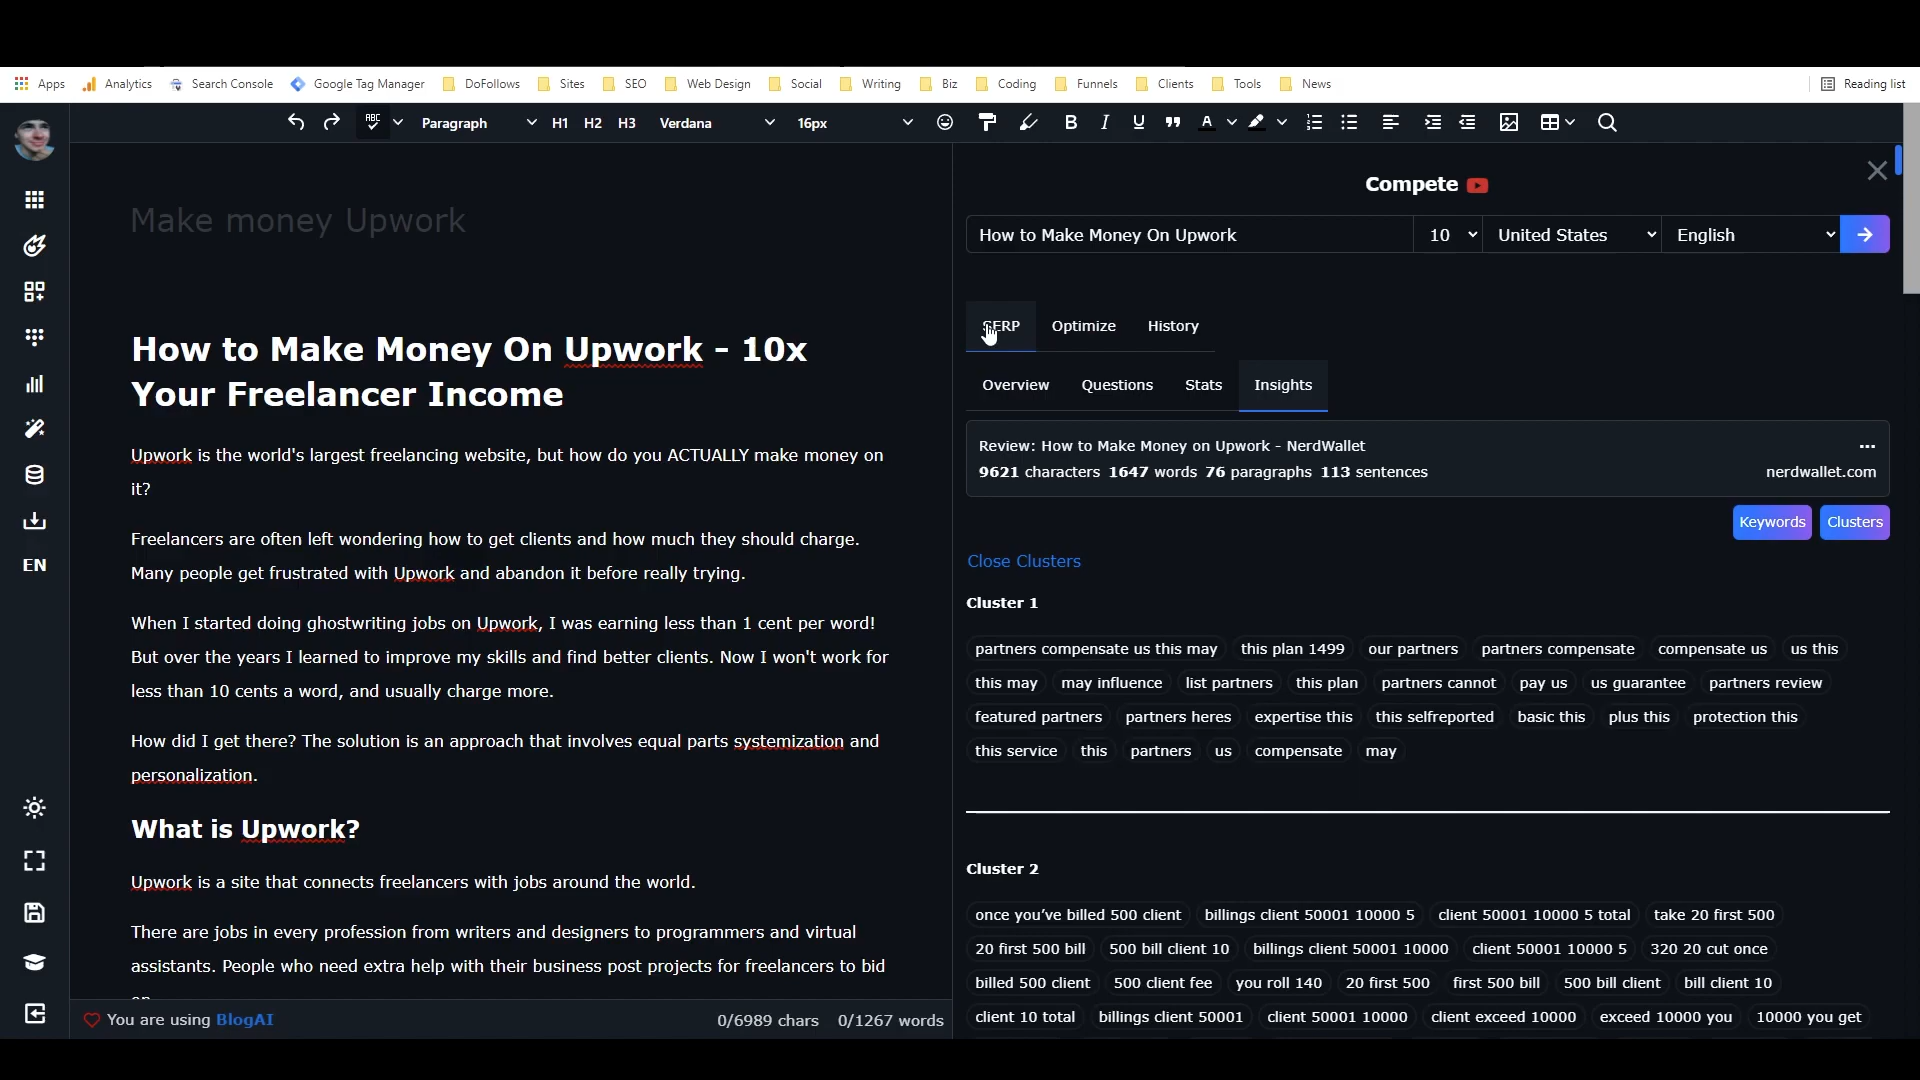 Apps Analytics Search Console Google Tag Manager DoFollows Sites SEO Web Design Social Writing Biz Coding Funnels Clients Tools News Reading list
ABC Paragraph H1 H2 H3 Verdana 16px B I U A
Make money Upwork
How to Make Money On Upwork - 10x
Your Freelancer Income
Upwork is the world's largest freelancing website, but how do you ACTUALLY make money on
it?
Freelancers are often left wondering how to get clients and how much they should charge.
Many people get frustrated with Upwork and abandon it before really trying.
When I started doing ghostwriting jobs on Upwork, I was earning less than 1 cent per word!
But over the years I learned to improve my skills and find better clients. Now I won't work for
less than 10 cents a word, and usually charge more.
How did I get there? The solution is an approach that involves equal parts systemization and
personalization.
What is Upwork?
Upwork is a site that connects freelancers with jobs around the world.
There are jobs in every profession from writers and designers to programmers and virtual
assistants. People who need extra help with their business post projects for freelancers to bid
on
EN
You are using BlogAI
0/6989 chars 0/1267 words
Compete
How to Make Money On Upwork 10 United States English
SERP Optimize History
Overview Questions Stats Insights
Review: How to Make Money on Upwork - NerdWallet ...
9621 characters 1647 words 76 paragraphs 113 sentences nerdwallet.com
Keywords Clusters
Close Clusters
Cluster 1
partners compensate us this may this plan 1499 our partners partners compensate compensate us us this
this may may influence list partners this plan partners cannot pay us us guarantee partners review
featured partners partners heres expertise this this selfreported basic this plus this protection this
this service this partners us compensate may
Cluster 2
once you've billed 500 client billings client 50001 10000 5 client 50001 10000 5 total take 20 first 500
20 first 500 bill 500 bill client 10 billings client 50001 10000 client 50001 10000 5 320 20 cut once
billed 500 client 500 client fee you roll 140 20 first 500 first 500 bill 500 bill client bill client 10
client 10 total billings client 50001 client 50001 10000 client exceed 10000 exceed 10000 you 10000 you get